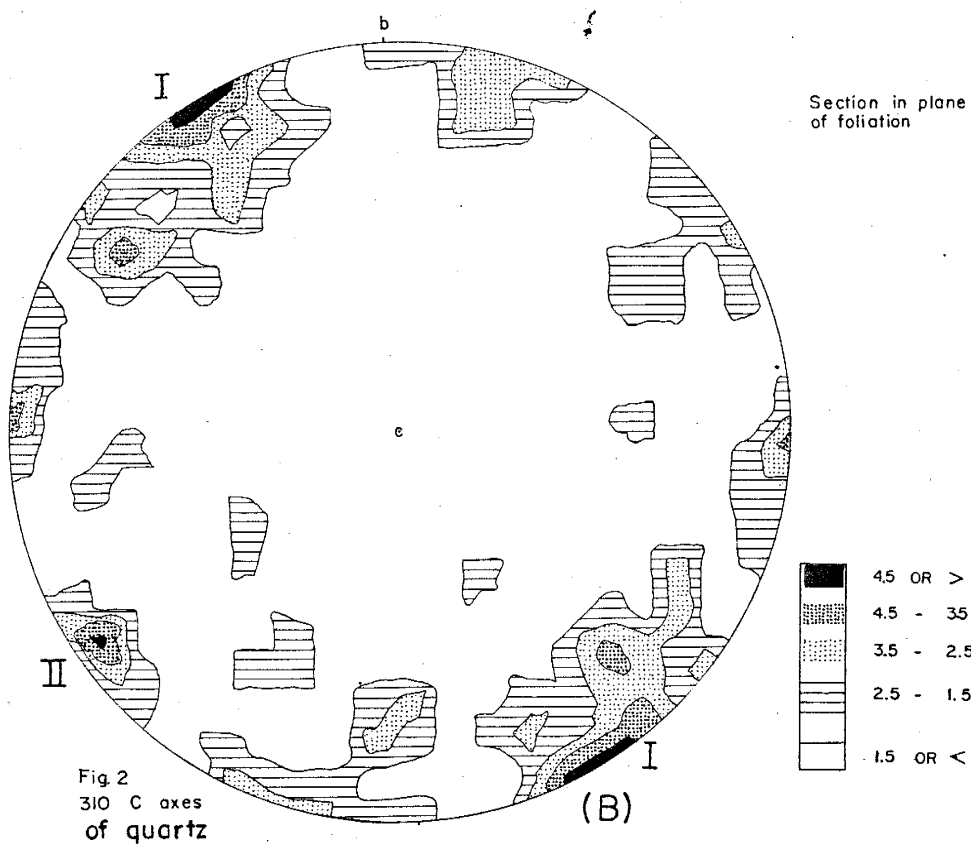 b
I
Section in plane
of foliation
c
4.5 OR >
4.5 - 3.5
3.5 - 2.5
2.5 - 1.5
1.5 OR <
II
I
(B)
Fig. 2
310 C axes
of quartz